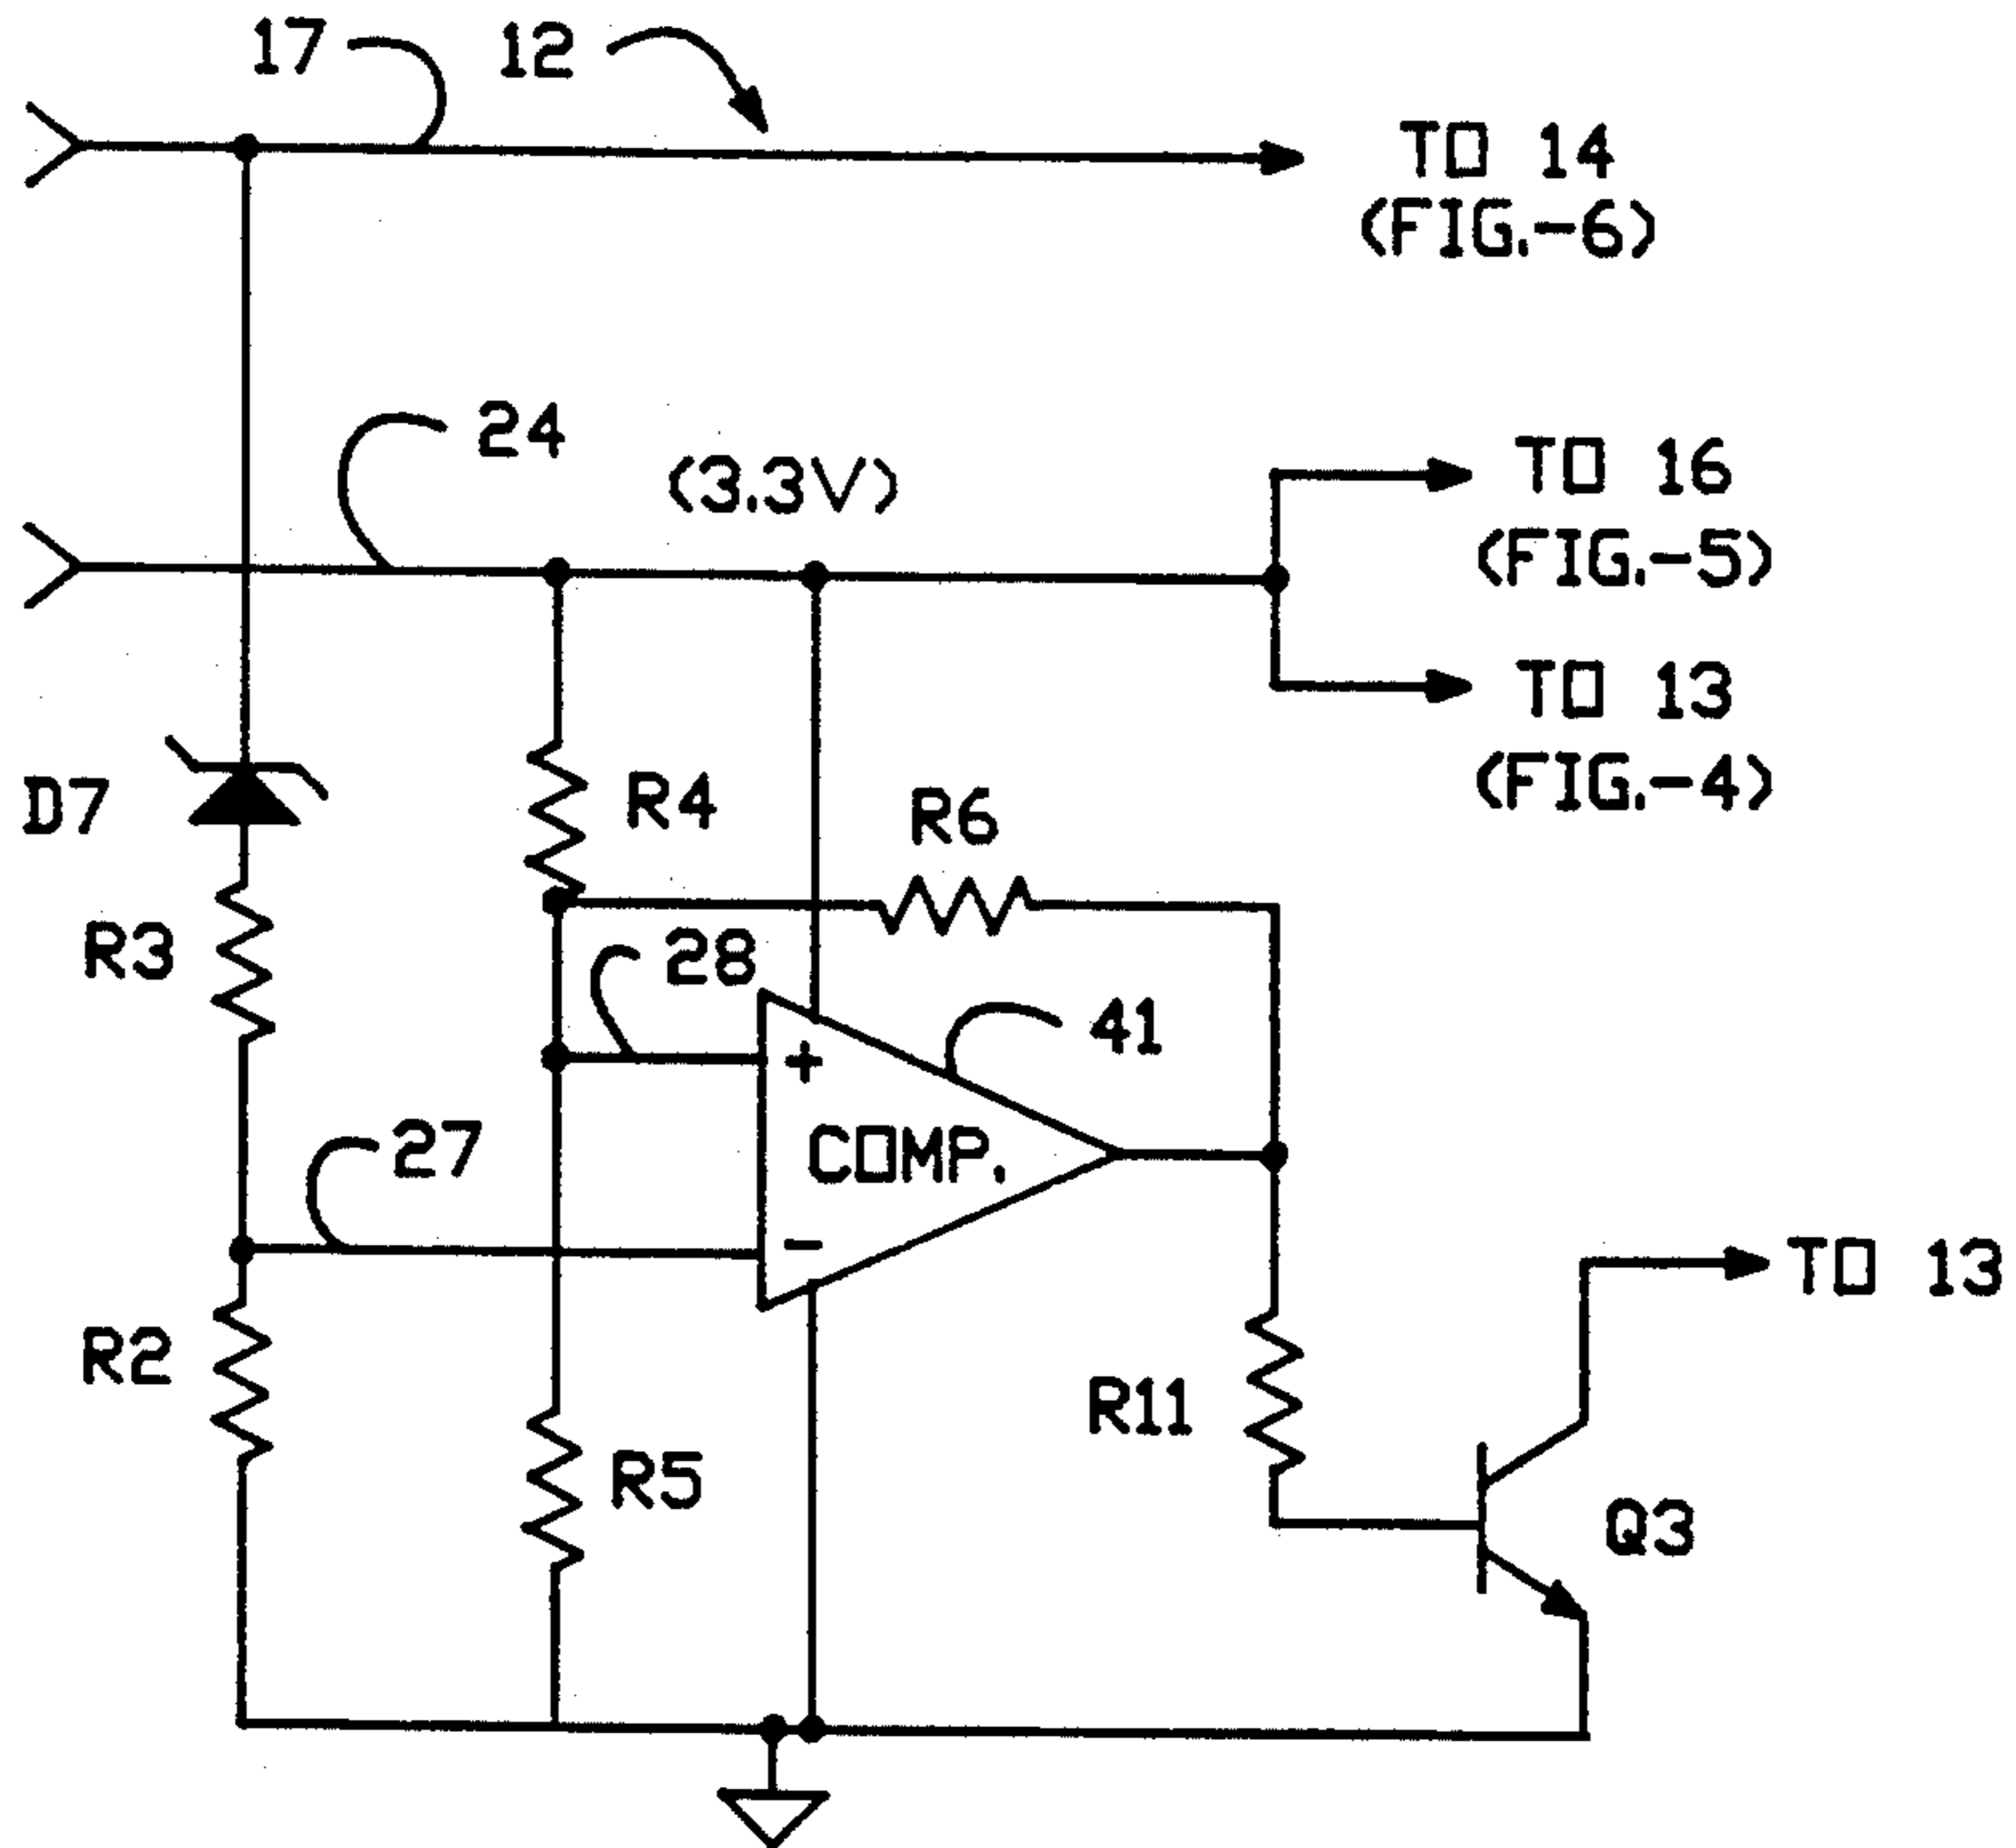 17
12
TO 14
(FIG.-6)
24
(3.3V)
TO 16
(FIG.-5)
TO 13
(FIG.-4)
D7
R4
R6
R3
28
41
+
COMP.
27
-
TO 13
R2
R11
R5
Q3